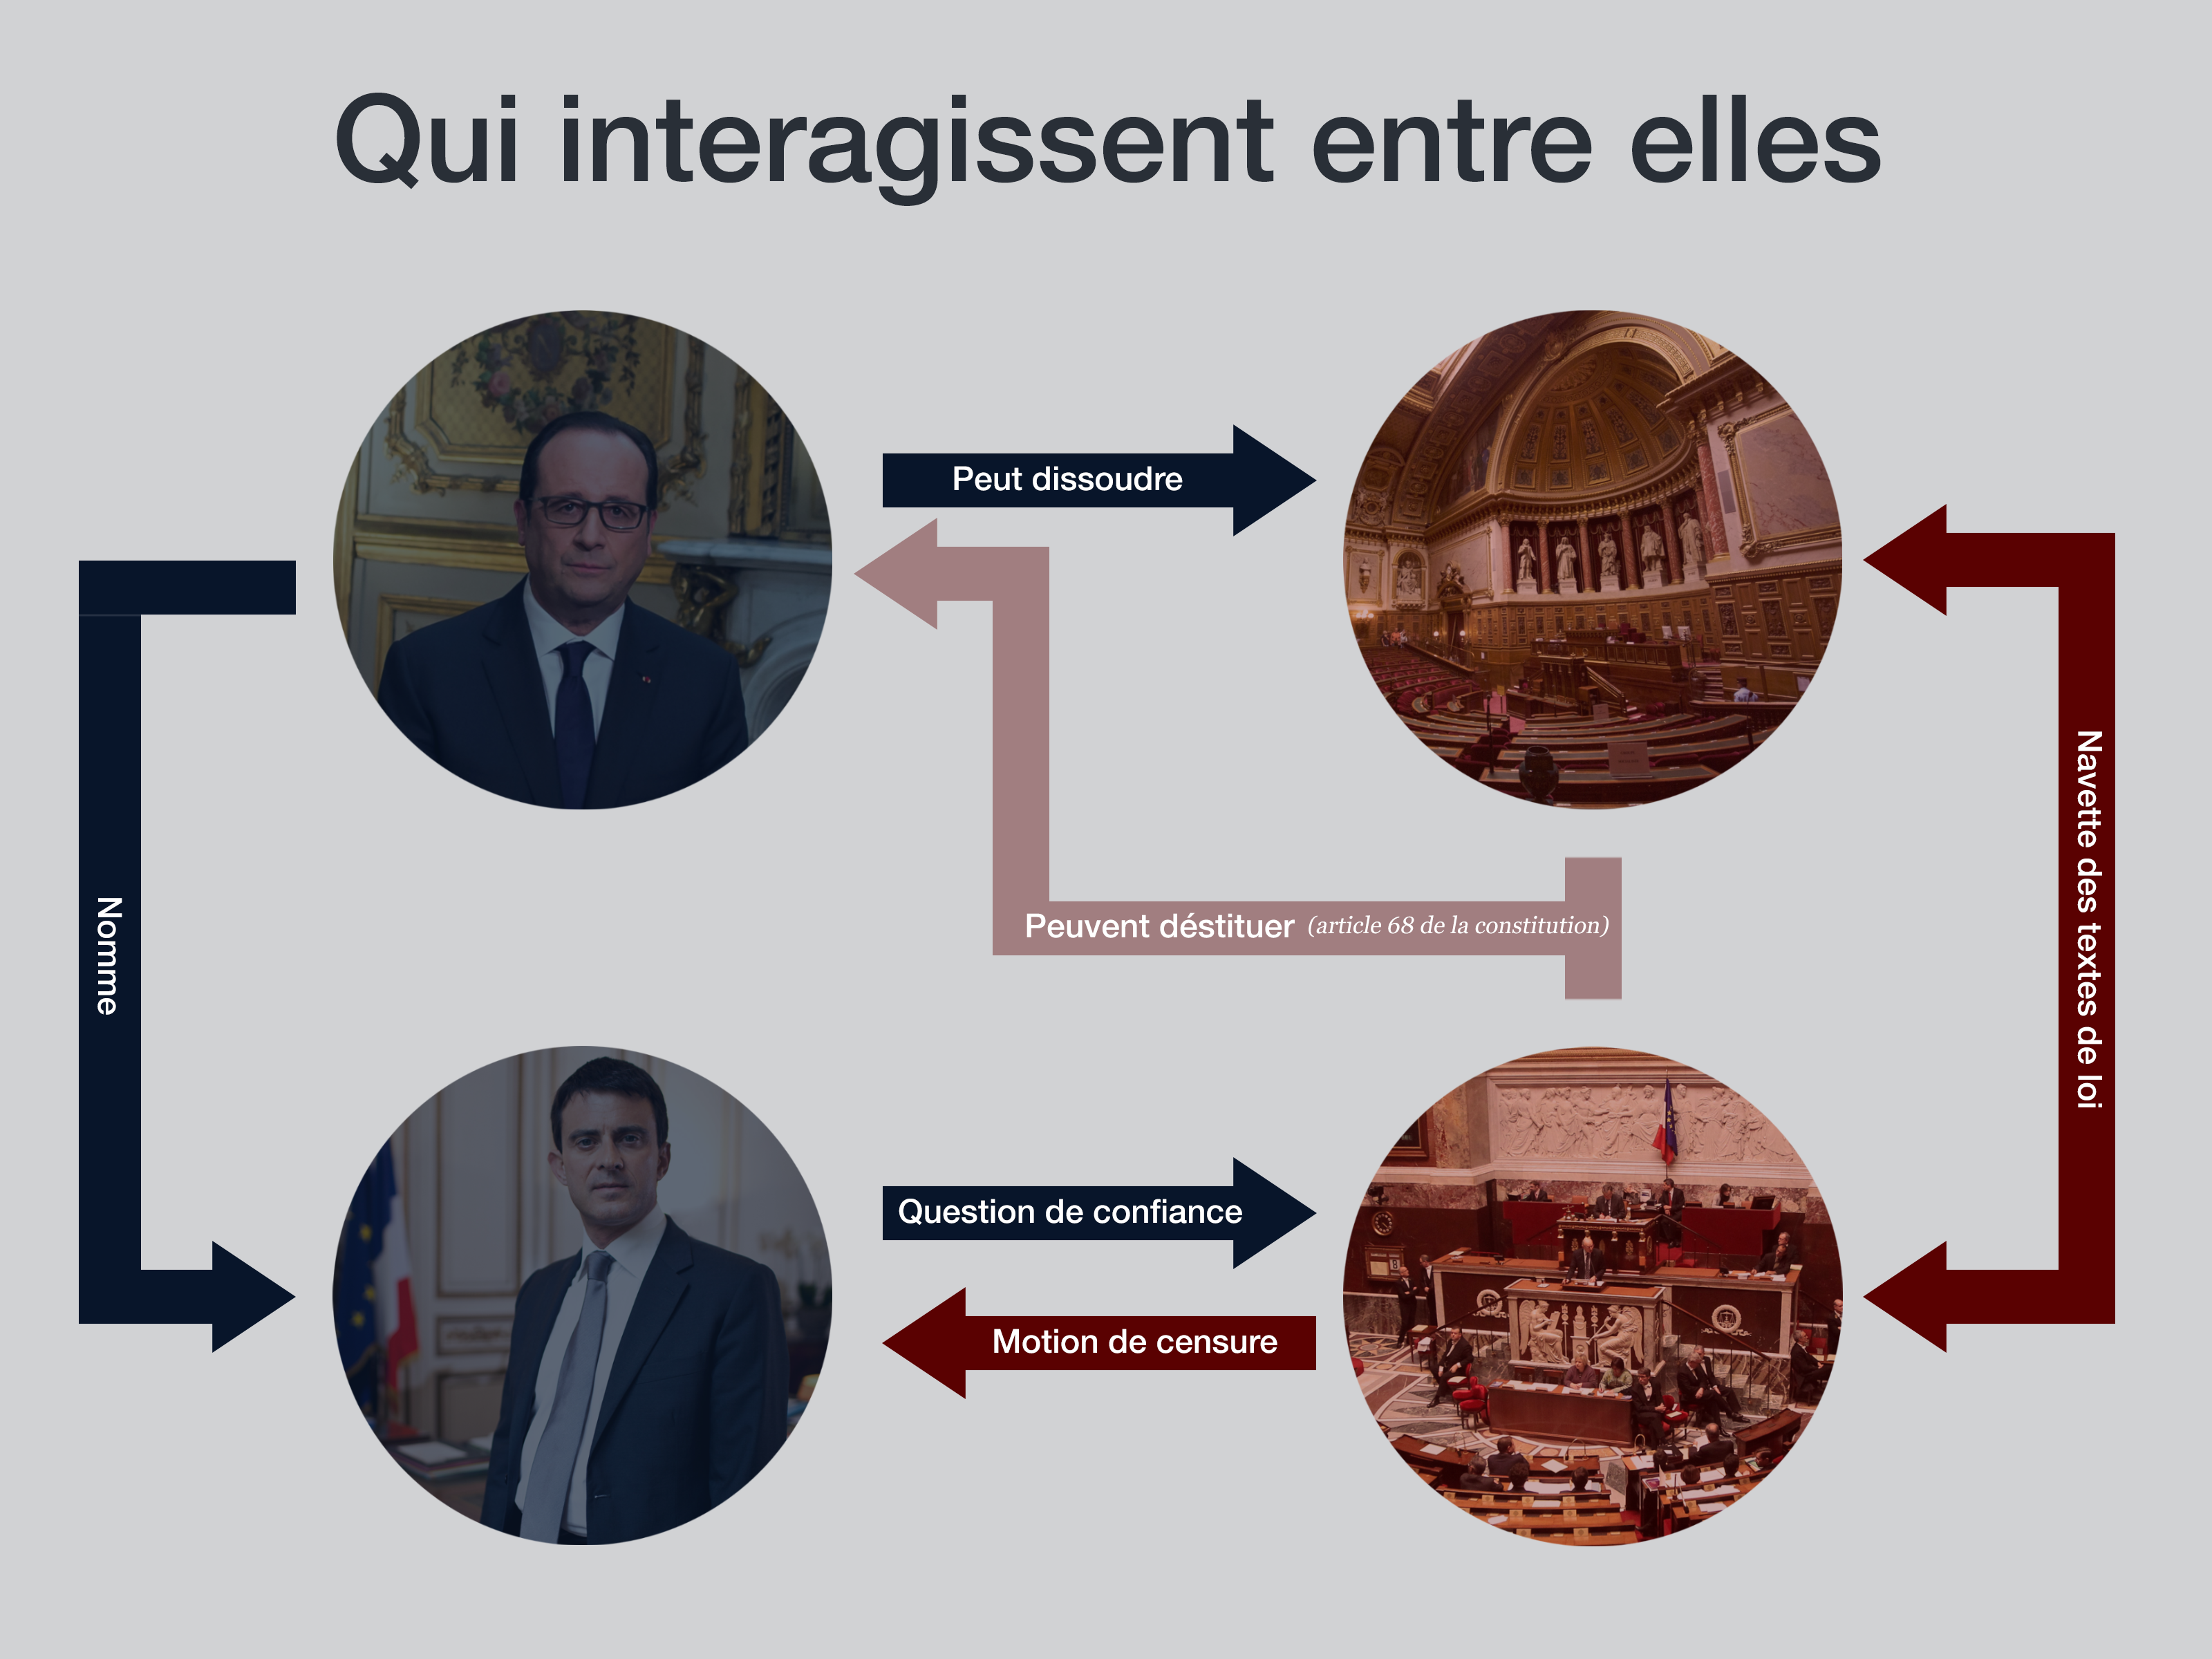 Qui interagissent entre elles
Peut dissoudre
Peuvent déstituer (article 68 de la constitution)
Nomme
Navette des textes de loi
Question de confiance
Motion de censure